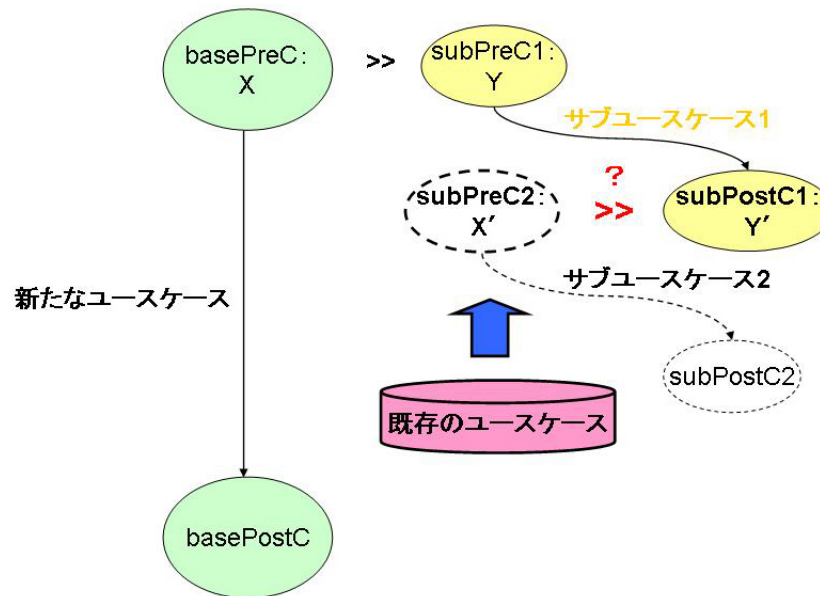 basePreC:
X
>>
subPreC1:
Y
サブユースケース1
subPreC2:
X′
?
>>
subPostC1:
Y′
新たなユースケース
サブユースケース2
subPostC2
既存のユースケース
basePostC